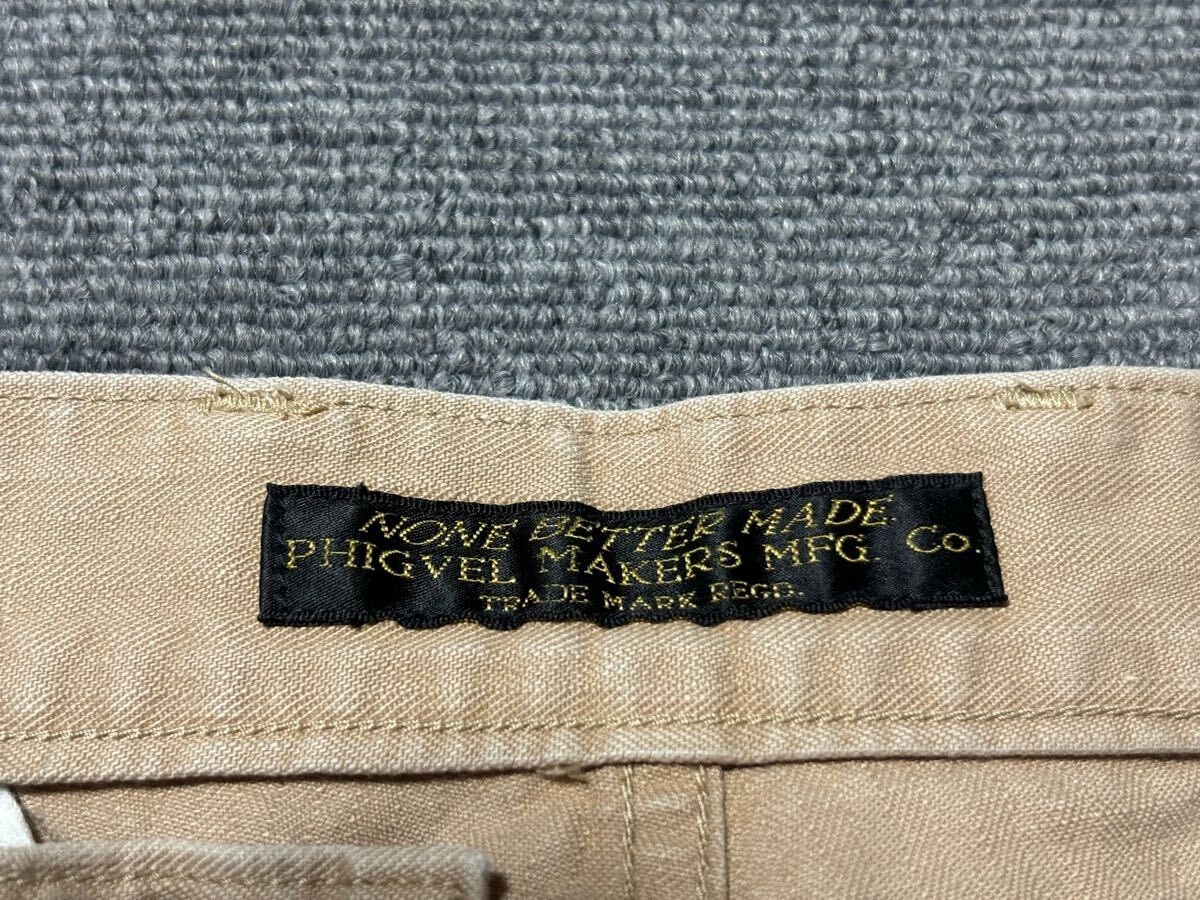 NONE BETTER MADE.
PHIGVEL MAKERS MFG. Co.
TRADE MARK REGD.